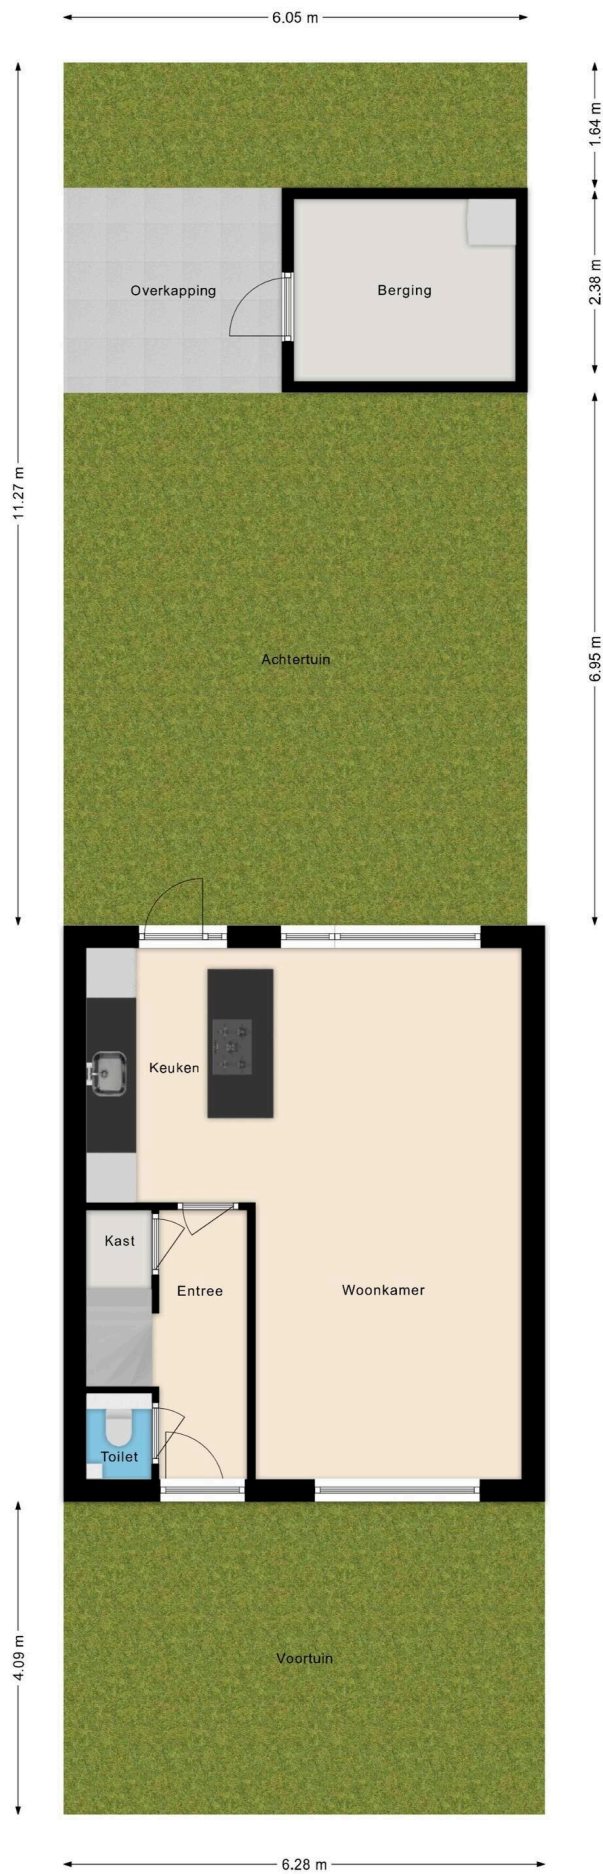 6.05 m
1.64 m
2.38 m
Overkapping
Berging
11.27 m
Achtertuin
6.95 m
Keuken
Kast
Entree
Woonkamer
Toilet
Voortuin
4.09 m
6.28 m